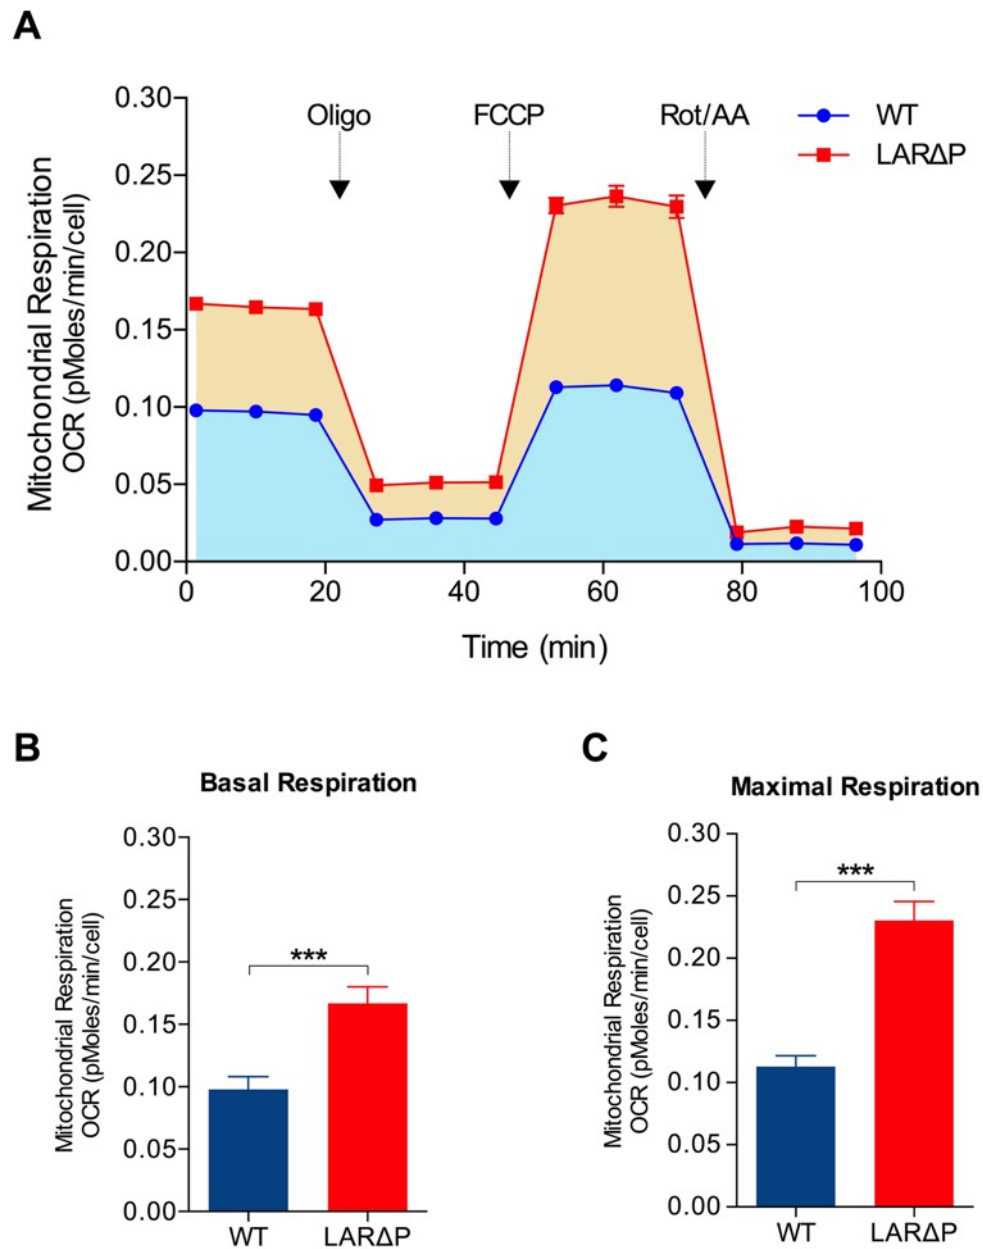 A
Mitochondrial Respiration
OCR (pMoles/min/cell)
0.30
0.25
0.20
0.15
0.10
0.05
0.00
Oligo
FCCP
Rot/AA
WT
LARΔP
0
20
40
60
80
100
Time (min)
B
Basal Respiration
Mitochondrial Respiration
OCR (pMoles/min/cell)
0.30
0.25
0.20
0.15
0.10
0.05
0.00
***
WT
LARΔP
C
Maximal Respiration
Mitochondrial Respiration
OCR (pMoles/min/cell)
0.30
0.25
0.20
0.15
0.10
0.05
0.00
***
WT
LARΔP